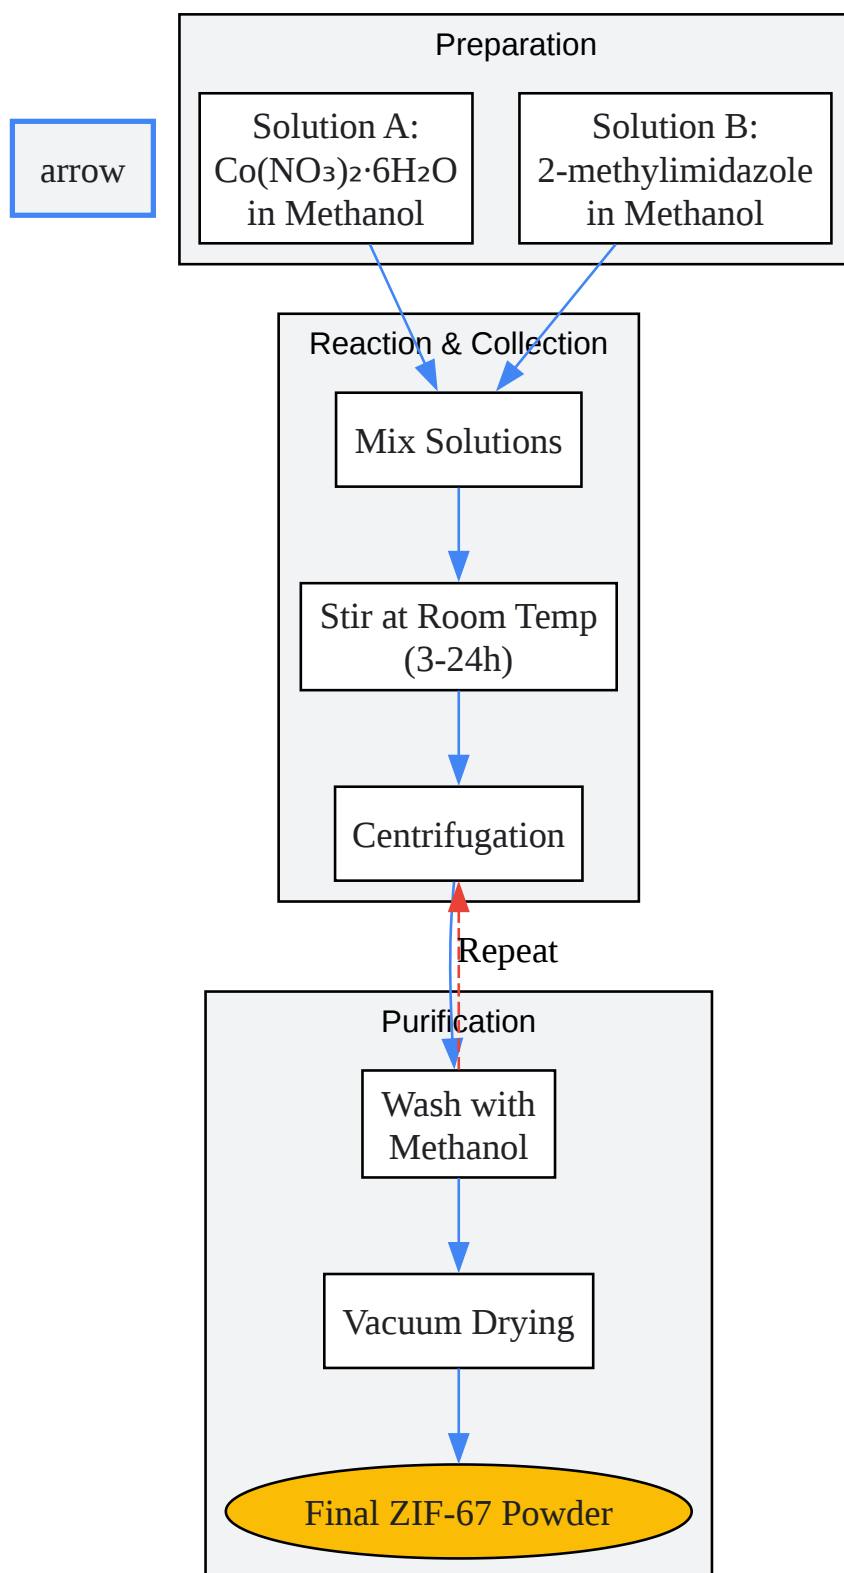 Preparation
arrow
Solution A:
Co(NO₃)₂·6H₂O
in Methanol
Solution B:
2-methylimidazole
in Methanol
Reaction & Collection
Mix Solutions
Stir at Room Temp
(3-24h)
Centrifugation
Repeat
Purification
Wash with
Methanol
Vacuum Drying
Final ZIF-67 Powder